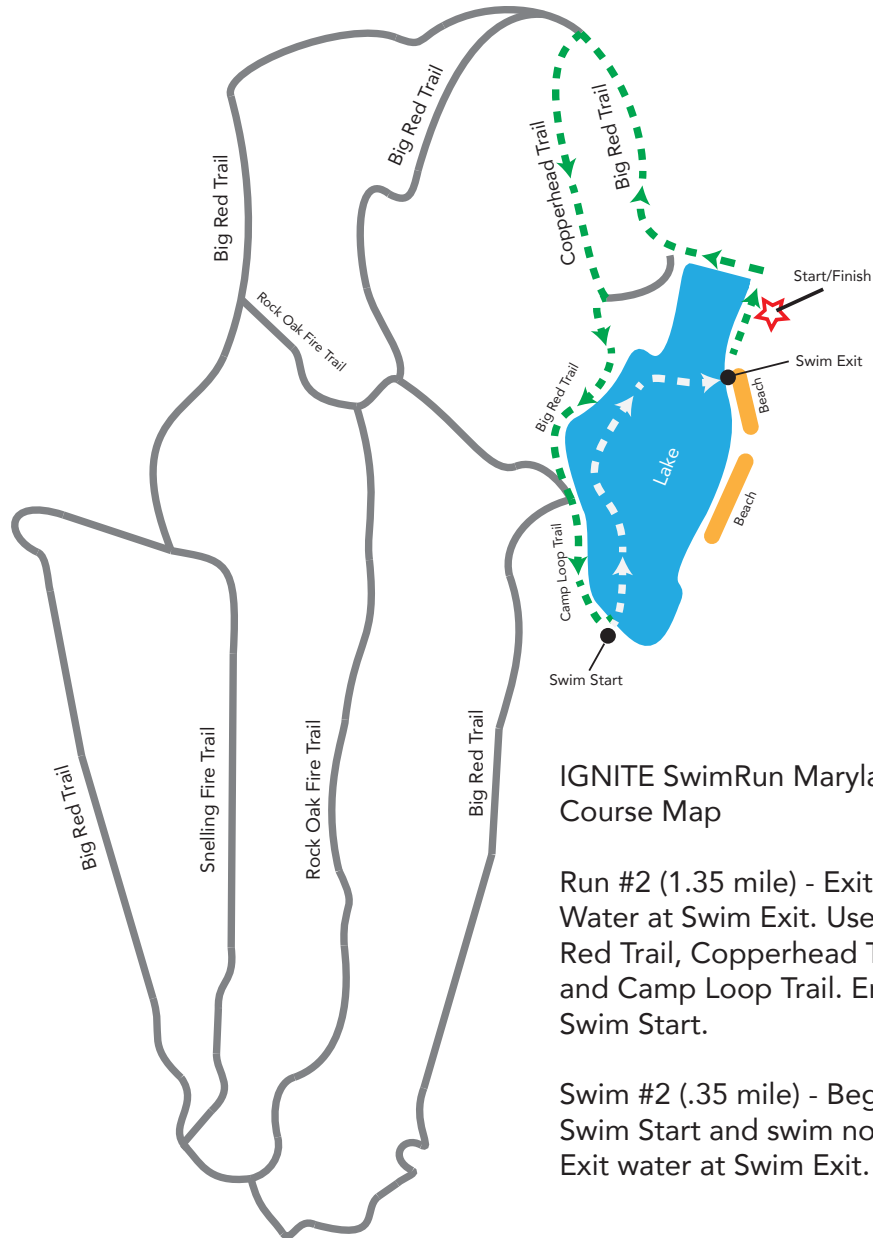 Big Red Trail
Big Red Trail
Copperhead Trail
Big Red Trail
Start/Finish
Rock Oak Fire Trail
Swim Exit
Beach
Big Red Trail
Lake
Beach
Camp Loop Trail
Swim Start
Big Red Trail
Snelling Fire Trail
Rock Oak Fire Trail
Big Red Trail
IGNITE SwimRun
Course Map
Run #2 (1.35 mile) - Exit
Water at Swim Exit. Use
Red Trail, Copperhead
and Camp Loop Trail.
Swim Start.
Swim #2 (.35 mile) -
Swim Start and swim
Exit water at Swim Exit.